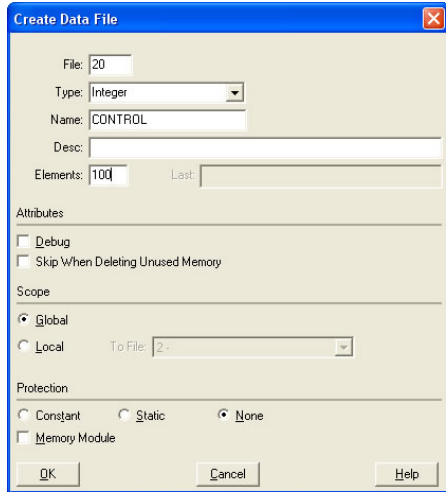 Create Data File
File: 20
Type: Integer
Name: CONTROL
Desc:
Elements: 100 Last:
Attributes
Debug
Skip When Deleting Unused Memory
Scope
Global
Local To File: 2 -
Protection
Constant Static None
Memory Module
OK Cancel Help